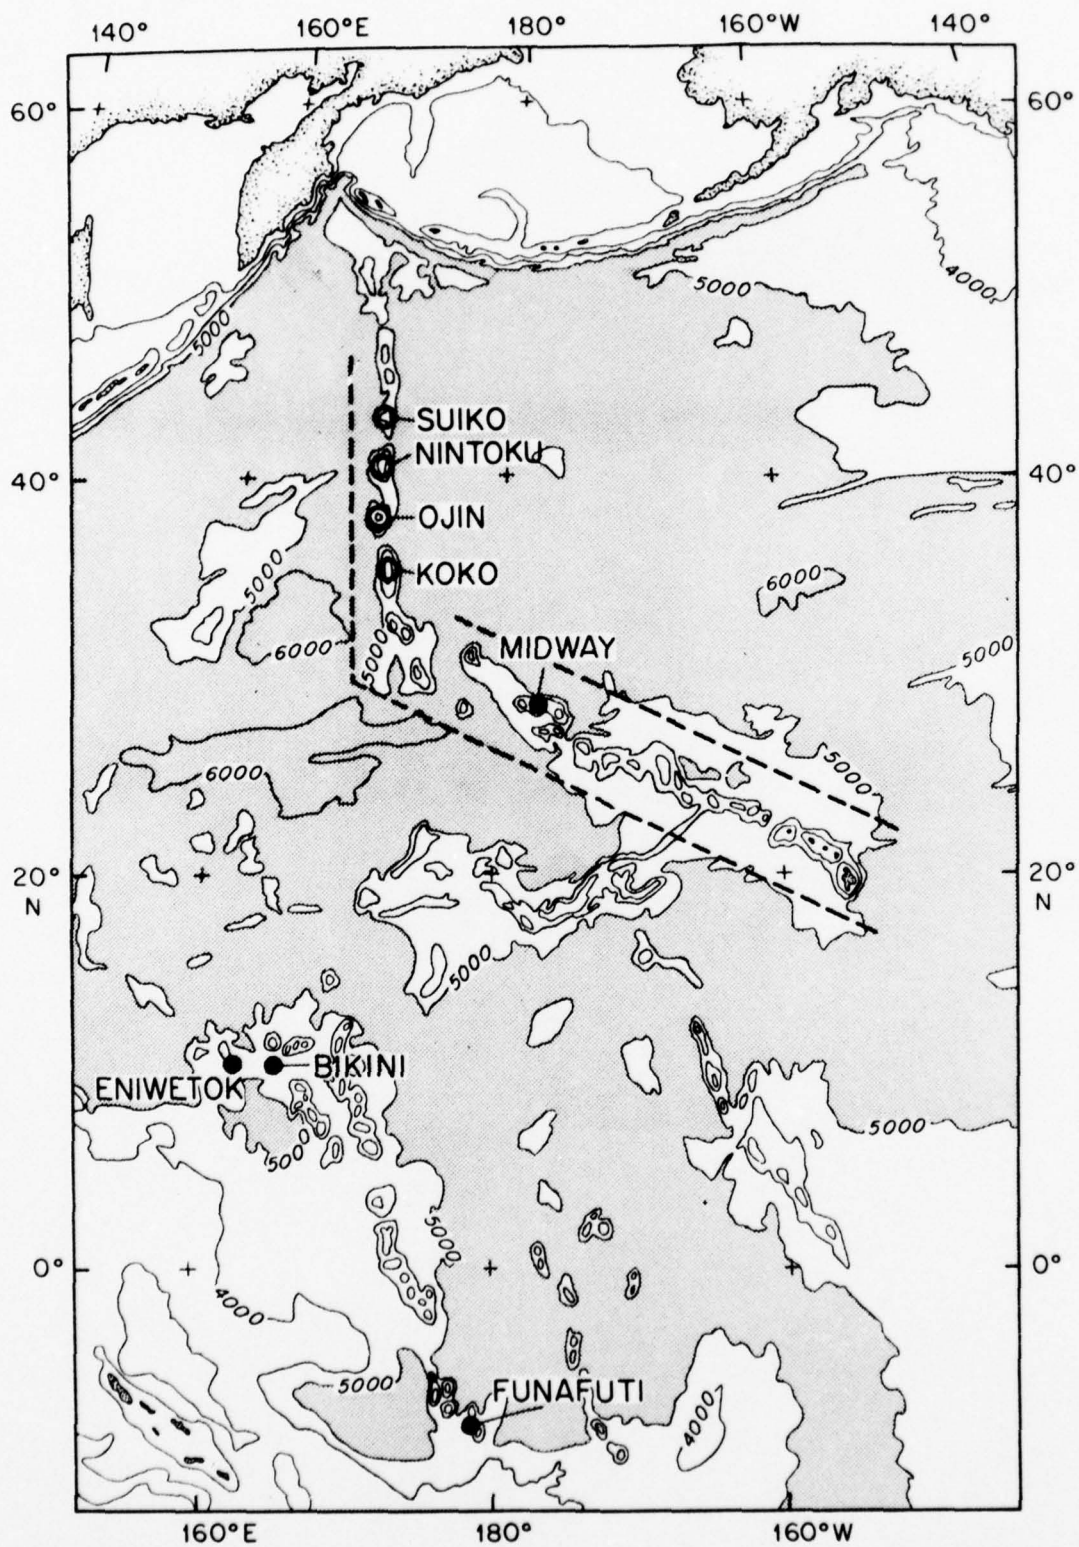 140° 160°E 180 160°W 140°
60° 60°
5000 4000
5000
SUIKO
NINTOKU
40° 40°
OJIN
5000 KOKO 6000
6000 5000 MIDWAY 5000
6000 5000
20° 20°
N N
5000
ENIWETOK BIKINI
5000
500
5000
0° 0°
4000
5000 FUNAFUTI
4000
160°E 180° 160°W